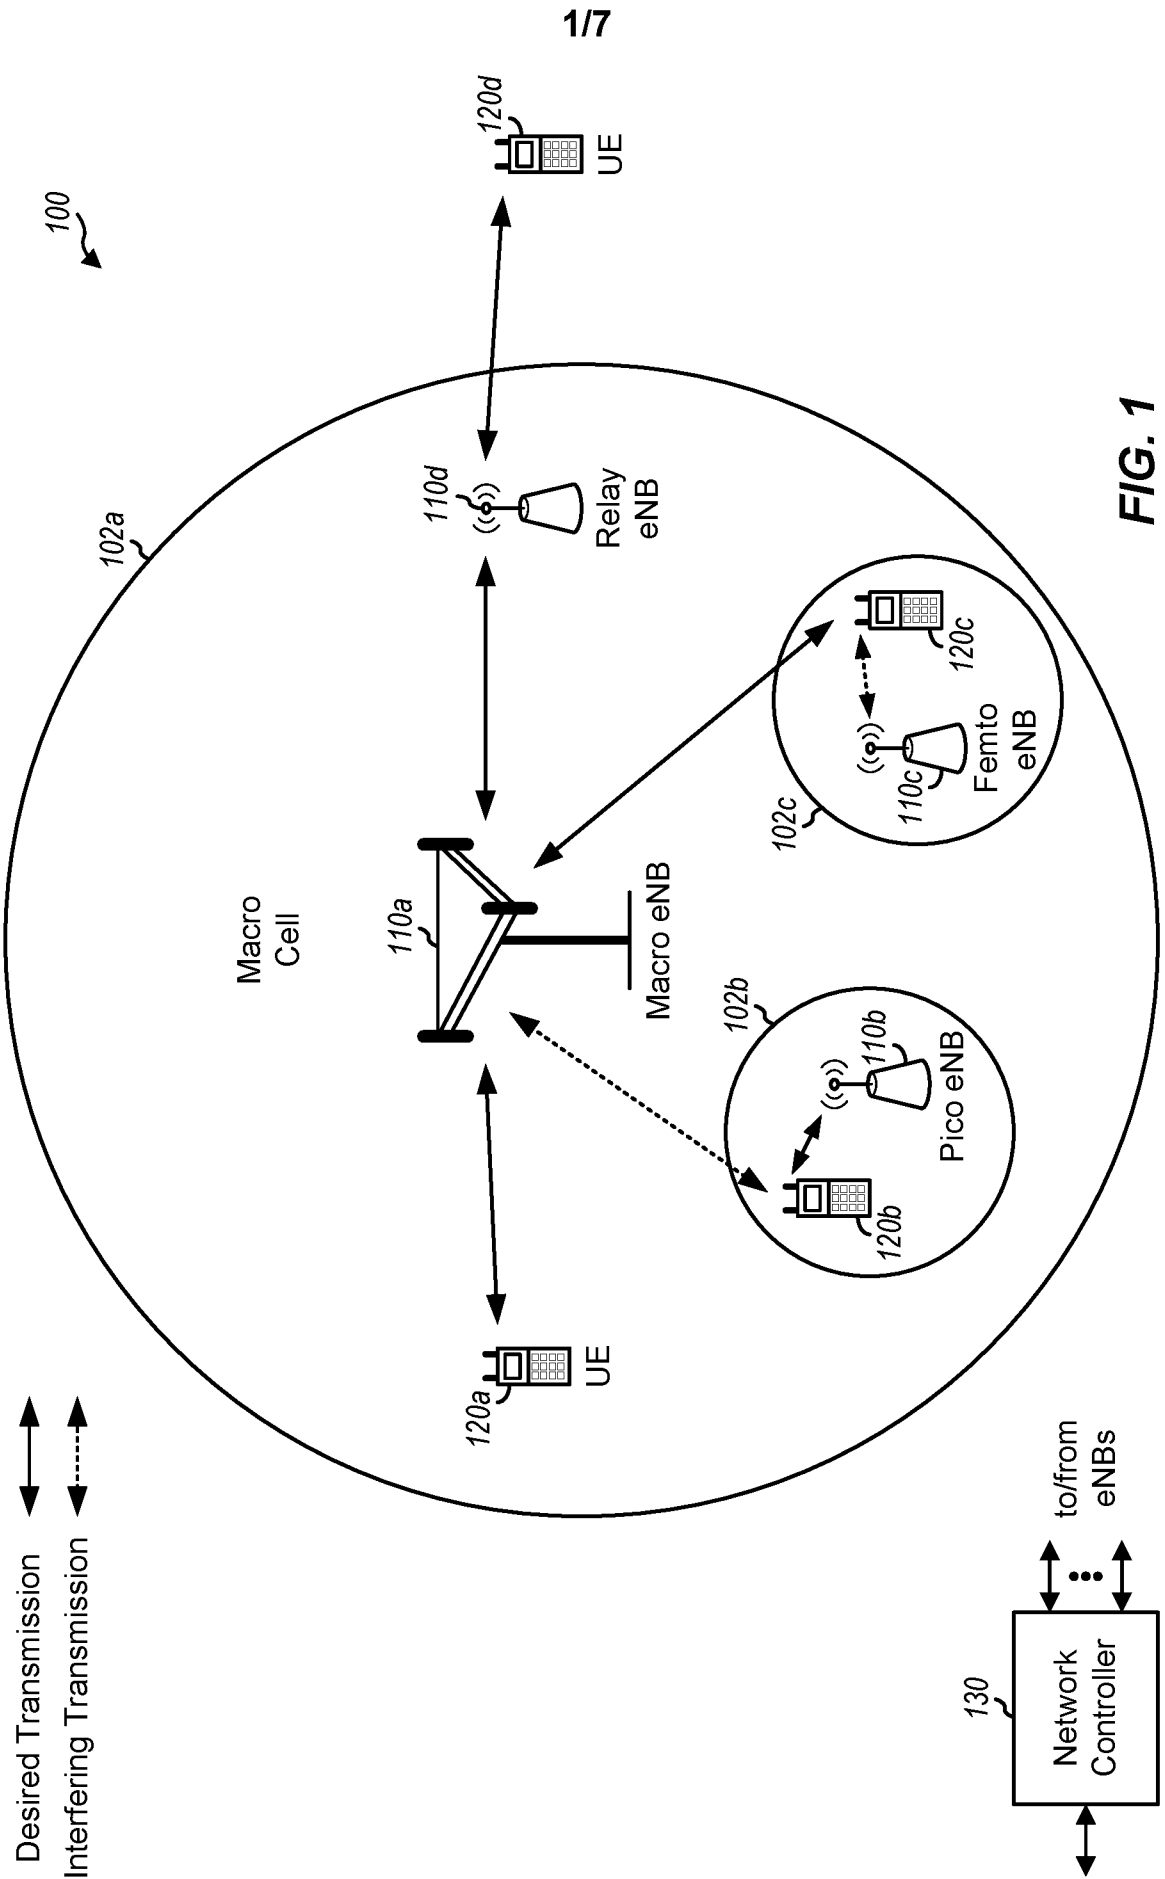 1/7
Desired Transmission
Interfering Transmission
100
102a
Macro
Cell
110a
Macro eNB
120a
UE
110d
Relay
eNB
120d
UE
102b
120b
110b
Pico eNB
102c
110c
Femto
eNB
120c
130
Network
Controller
to/from
eNBs
FIG. 1